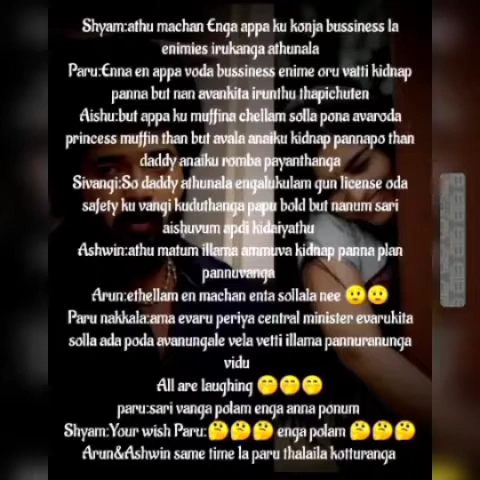 Shyam:athu machan Enga appa ku konja bussiness la
enimies irukanga athunala
Paru:Enna en appa voda bussiness enime oru vatti kidnap
panna but nan avankita irunthu thapichuten
Aishu:but appa ku muffina chellam solla pona avaroda
princess muffin than but avala anaiku kidnap pannapo than
daddy anaiku romba payanthanga
Sivangi:So daddy athunala engalukulam gun license oda
safety ku vangi kuduthanga papu bold but nanum sari
aishuvum apdi kidaiyathu
Ashwin:athu matum illama ammuva kidnap panna plan
pannuvanga
Arun:ethellam en machan enta sollala nee 🙁🙁
Paru nakkala:ama evaru periya central minister evarukita
solla ada poda avanungale vela vetti illama pannuranunga
vidu
All are laughing 🤭🤭🤭
paru:sari vanga polam enga anna ponum
Shyam:Your wish Paru:🤔🤔🤔 enga polam 🤔🤔🤔
Arun&Ashwin same time la paru thalaila kotturanga